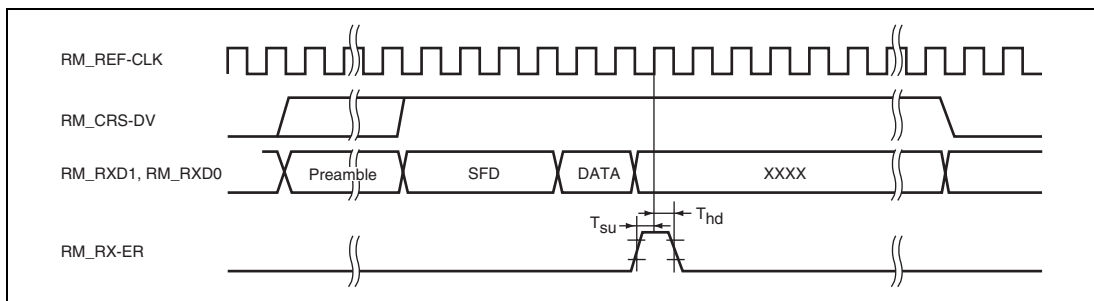 RM_REF-CLK
RM_CRS-DV
RM_RXD1, RM_RXD0
Preamble
SFD
DATA
XXXX
Tsu
Thd
RM_RX-ER